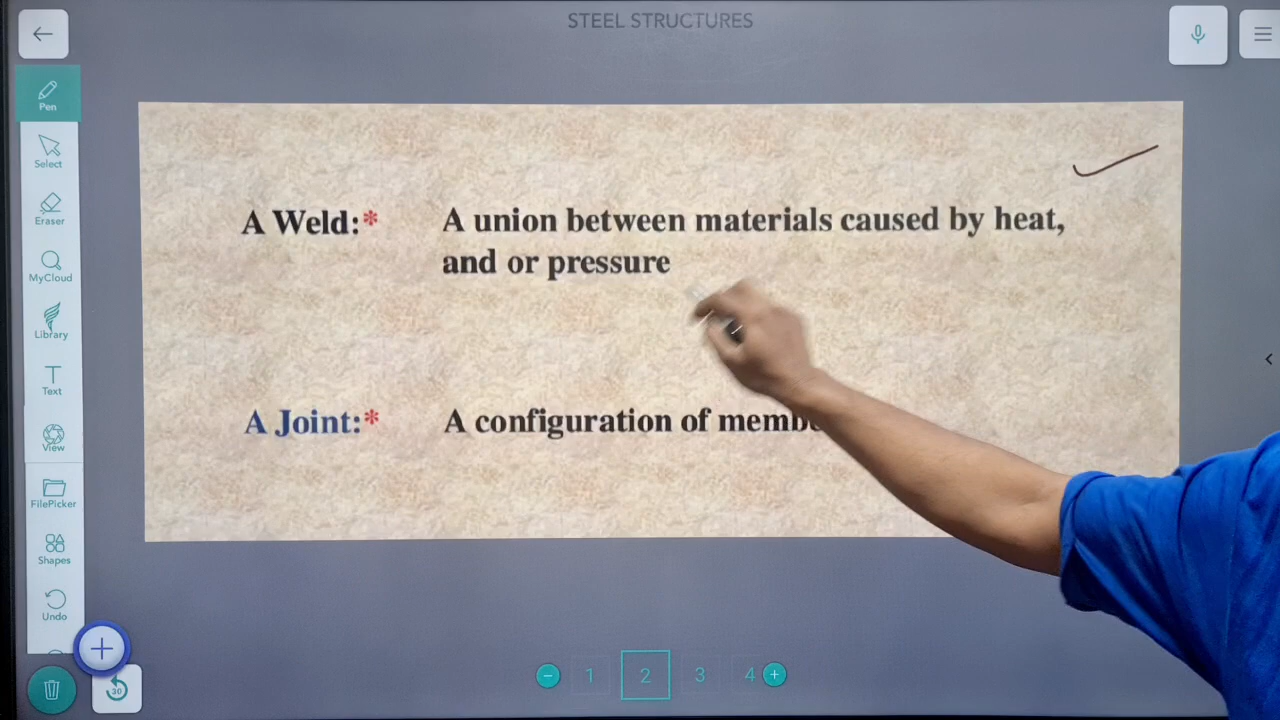 STEEL STRUCTURES
Pen
Select
Eraser
MyCloud
Library
Text
View
FilePicker
Shapes
Undo
A Weld:* A union between materials caused by heat,
and or pressure
A Joint:* A configuration of
30
1 2 3 4